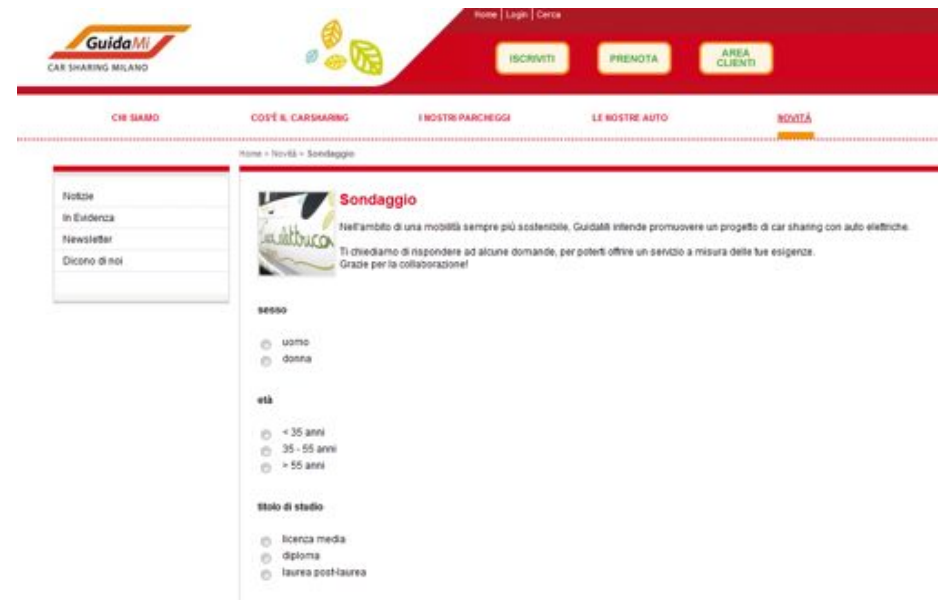 Home | Login | Cerca
GuidaMi
CAR SHARING MILANO
ISCRIVITI
PRENOTA
AREA
CLIENTI
CHI SIAMO
COS'È IL CARSHARING
I NOSTRI PARCHEGGI
LE NOSTRE AUTO
NOVITÀ
Home » Novità » Sondaggio
Notizie
In Evidenza
Newsletter
Dicono di noi
Sondaggio
Nell'ambito di una mobilità sempre più sostenibile, GuidaMi intende promuovere un progetto di car sharing con auto elettriche.
Ti chiediamo di rispondere ad alcune domande, per poterti offrire un servizio a misura delle tue esigenze.
Grazie per la collaborazione!
elettrica
sesso
uomo
donna
età
< 35 anni
35 - 55 anni
> 55 anni
titolo di studio
licenza media
diploma
laurea post-laurea